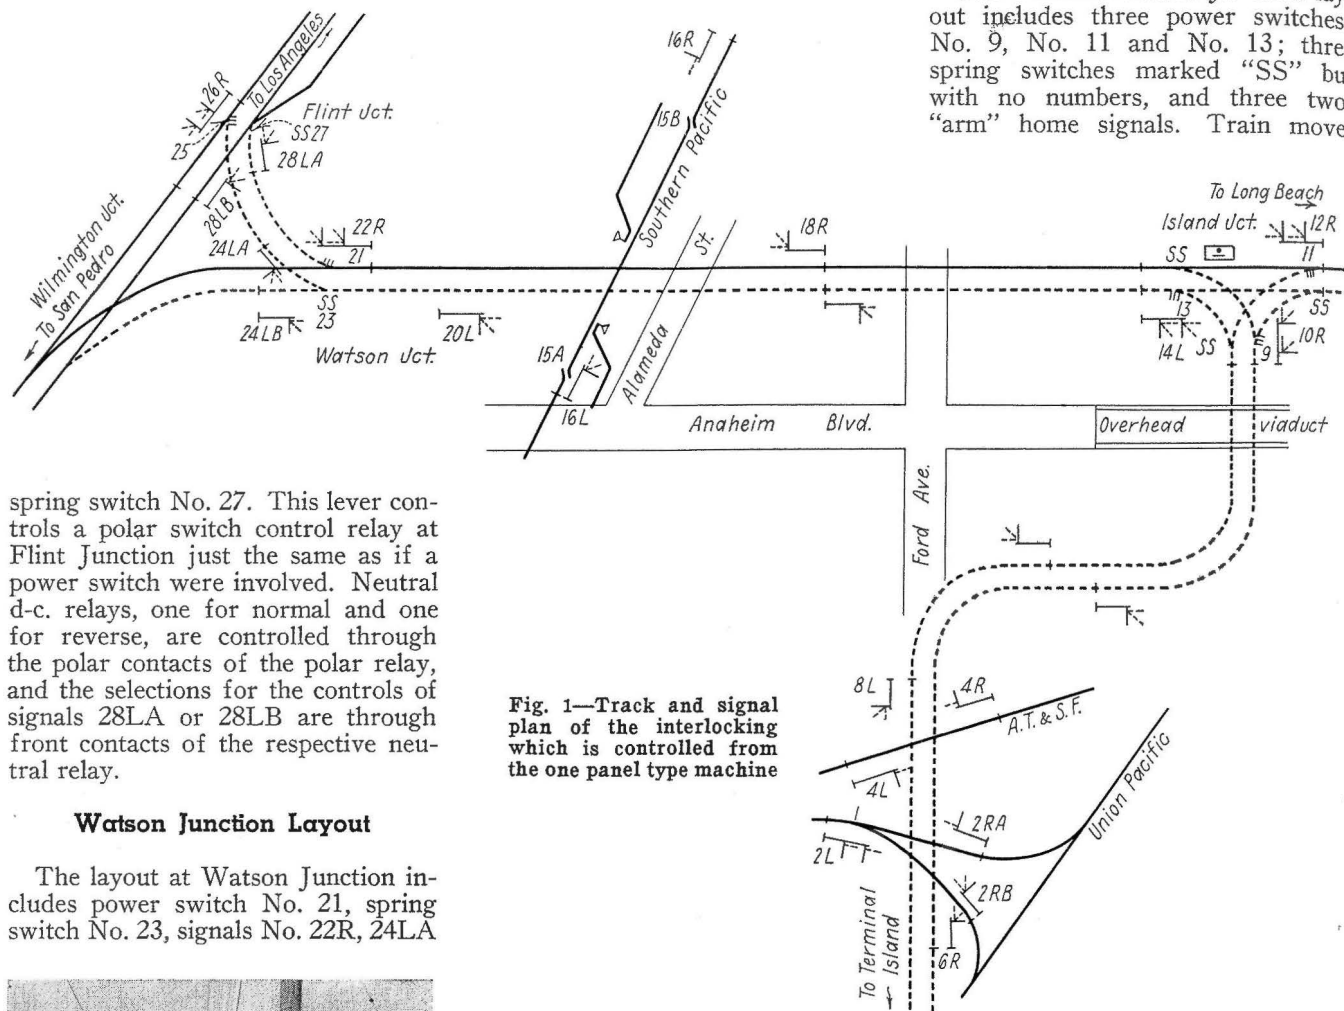 out includes three power switches
No. 9, No. 11 and No. 13; thre
spring switches marked “SS” bu
with no numbers, and three two
“arm” home signals. Train move
16R
To Los Angeles
26R
Flint Jct.
SS27
25
28LA
28LB
15B
Southern Pacific
Wilmington Jct.
To San Pedro
24LA
22R
21
SS
23
24LB
20L
Watson Jct.
St.
Alameda
15A
16L
18R
To Long Beach
Island Jct.
12R
SS
11
13
14L
SS
9
10R
SS
Anaheim Blvd.
Overhead viaduct
Ford Ave.
spring switch No. 27. This lever con-
trols a polar switch control relay at
Flint Junction just the same as if a
power switch were involved. Neutral
d-c. relays, one for normal and one
for reverse, are controlled through
the polar contacts of the polar relay,
and the selections for the controls of
signals 28LA or 28LB are through
front contacts of the respective neu-
tral relay.
Watson Junction Layout
The layout at Watson Junction in-
cludes power switch No. 21, spring
switch No. 23, signals No. 22R, 24LA
Fig. 1—Track and signal
plan of the interlocking
which is controlled from
the one panel type machine
8L
4R
A.T. & S.F.
4L
1
2RA
2L
Union Pacific
2RB
6R
To Terminal
Island